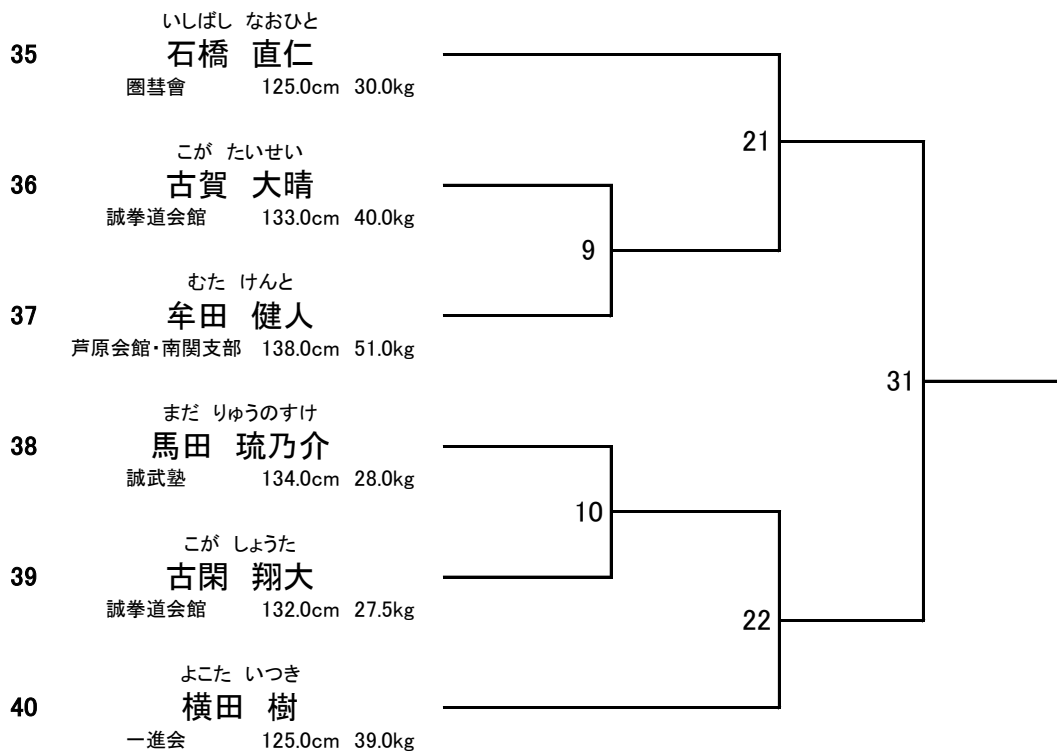 いしばし なおひと
35 石橋 直仁
圏彗會 125.0cm 30.0kg
21
こが たいせい
36 古賀 大晴
誠拳道会館 133.0cm 40.0kg
9
むた けんと
37 牟田 健人
芦原会館・南関支部 138.0cm 51.0kg
31
まだ りゅうのすけ
38 馬田 琉乃介
誠武塾 134.0cm 28.0kg
10
こが しょうた
39 古閑 翔大
誠拳道会館 132.0cm 27.5kg
22
よこた いつき
40 横田 樹
一進会 125.0cm 39.0kg